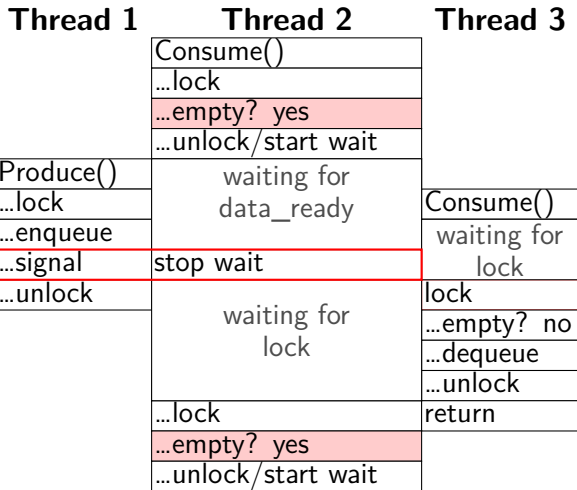 Thread 1 Thread 2 Thread 3
Consume()
...lock
...empty? yes
...unlock/start wait
Produce()
waiting for
data_ready
...lock
Consume()
...enqueue
waiting for
lock
...signal
stop wait
...unlock
waiting for
lock
lock
...empty? no
...dequeue
...unlock
...lock
return
...empty? yes
...unlock/start wait